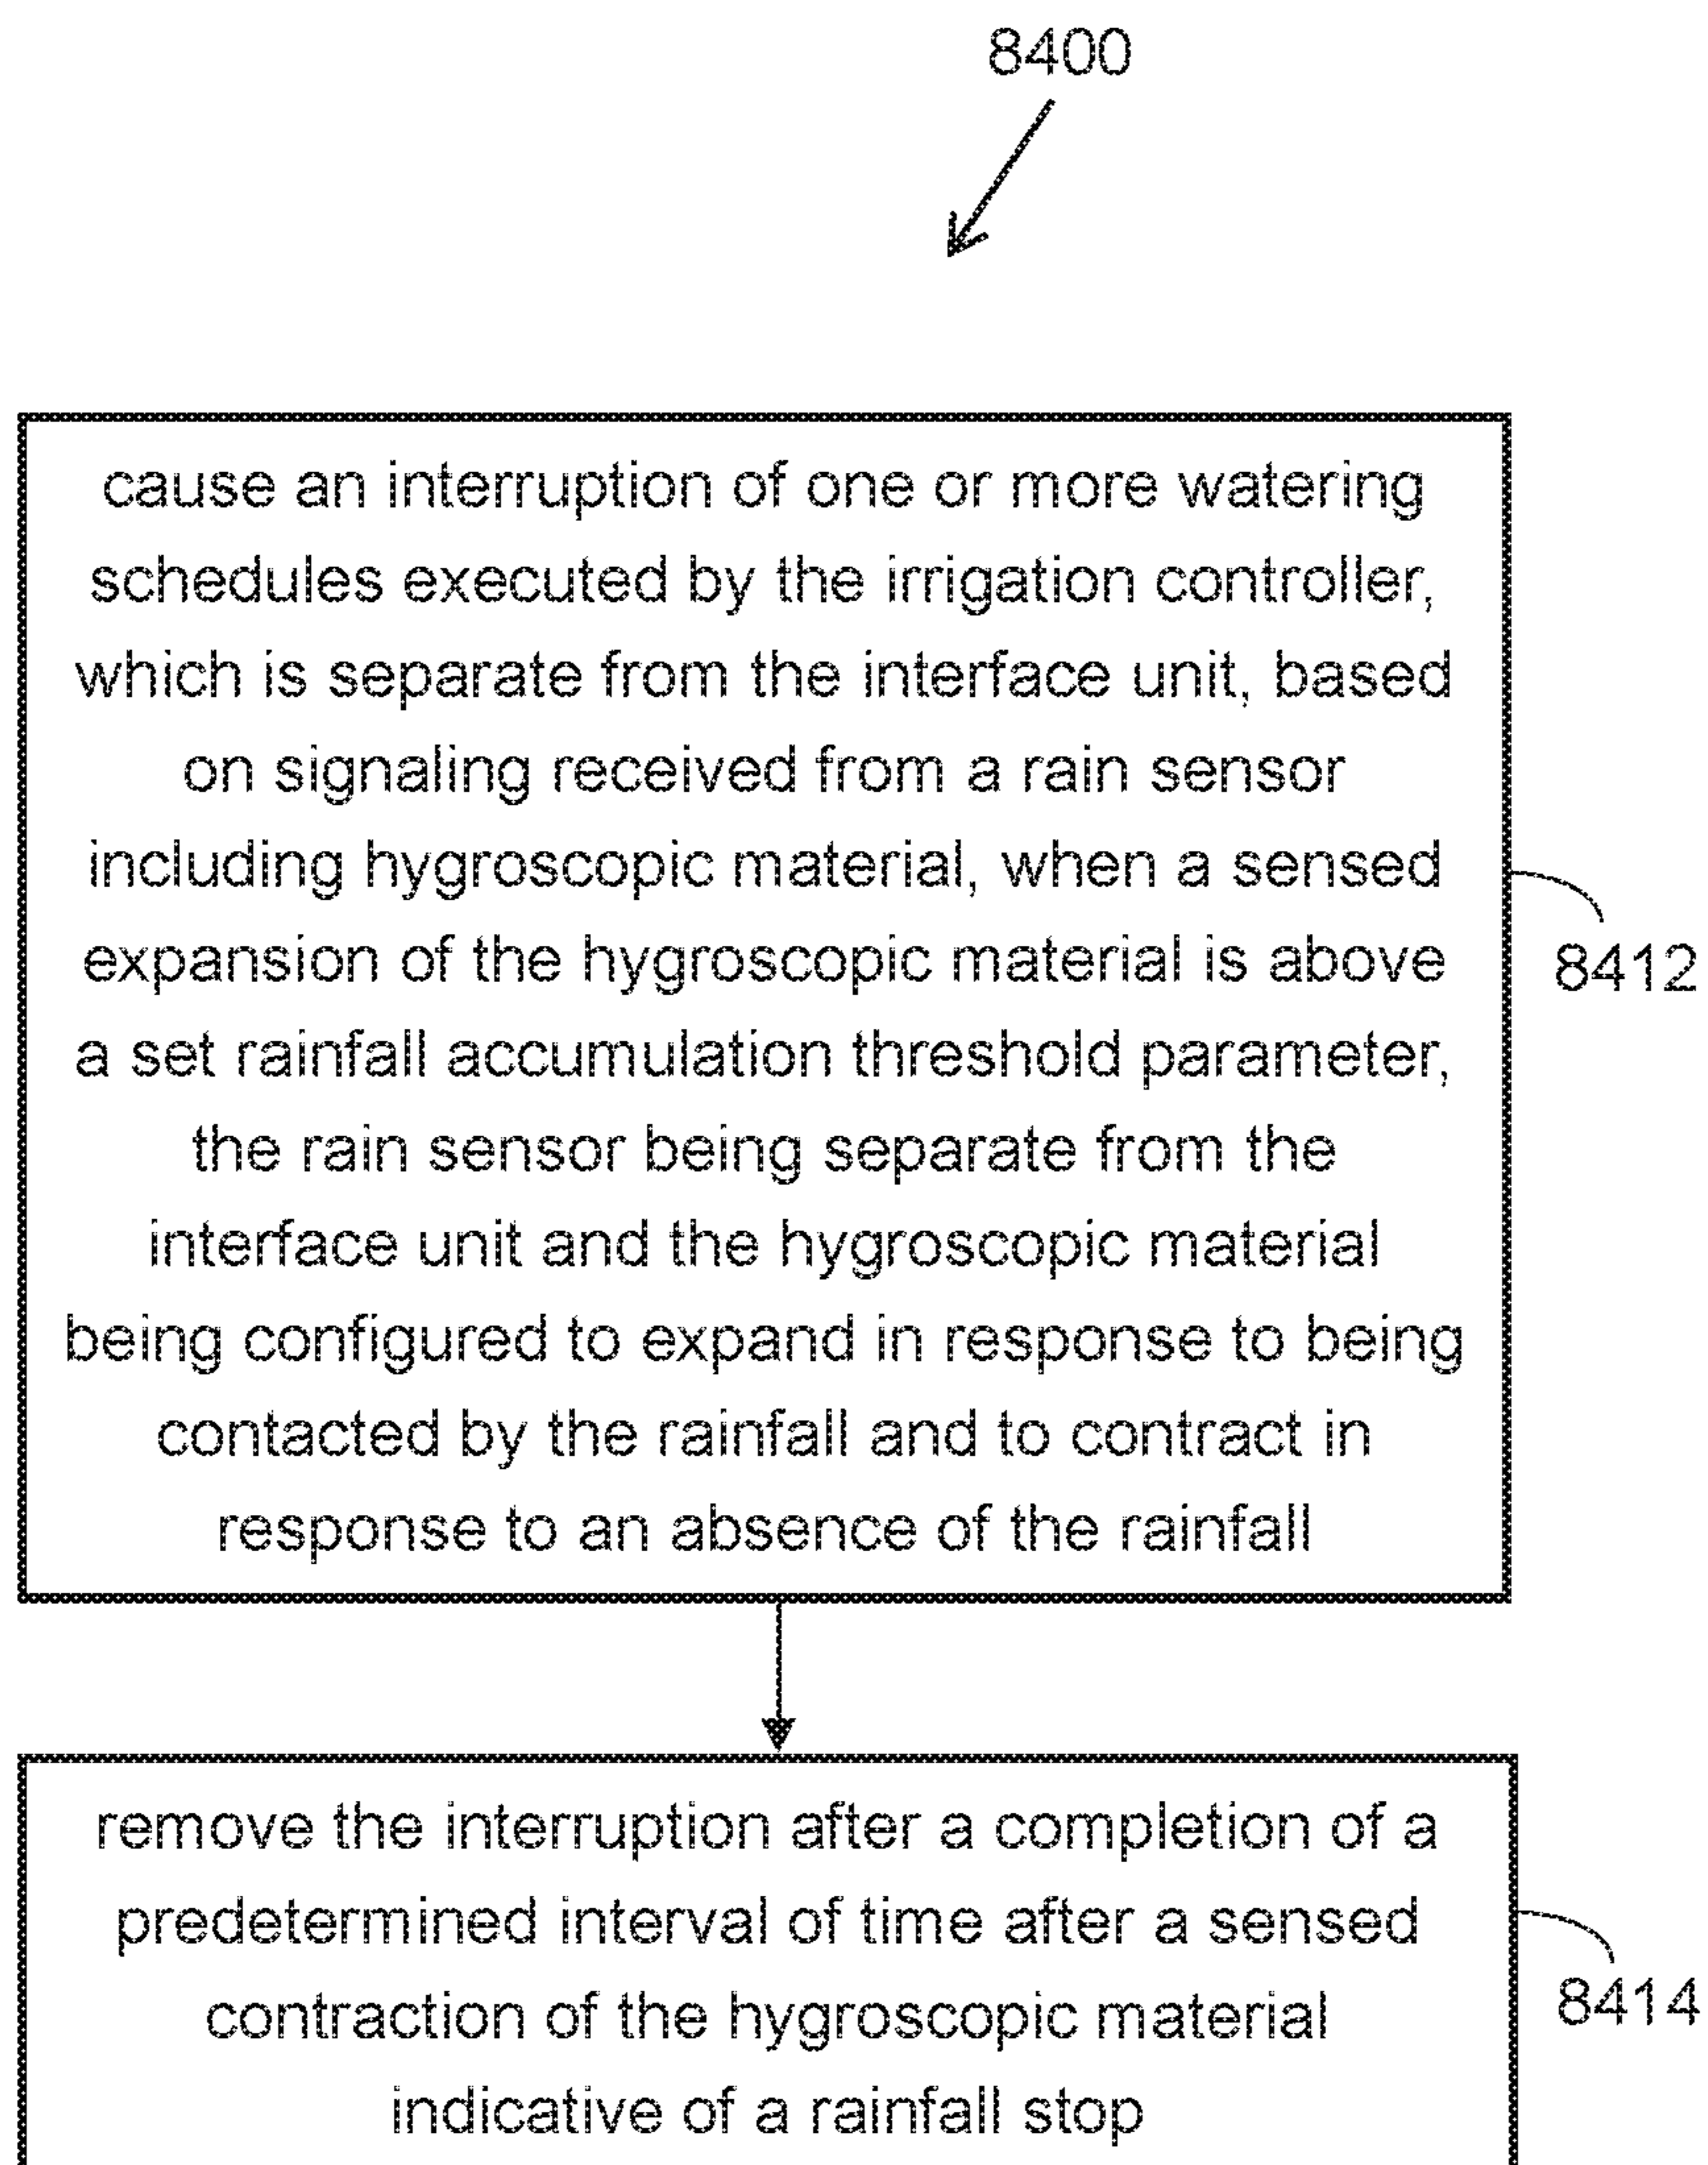 8400
cause an interruption of one or more watering
schedules executed by the irrigation controller,
which is separate from the interface unit, based
on signaling received from a rain sensor
including hygroscopic material, when a sensed
expansion of the hygroscopic material is above
8412
a set rainfall accumulation threshold parameter,
the rain sensor being separate from the
interface unit and the hygroscopic material
being configured to expand in response to being
contacted by the rainfall and to contract in
response to an absence of the rainfall
remove the interruption after a completion of a
predetermined interval of time after a sensed
contraction of the hygroscopic material
8414
indicative of a rainfall stop